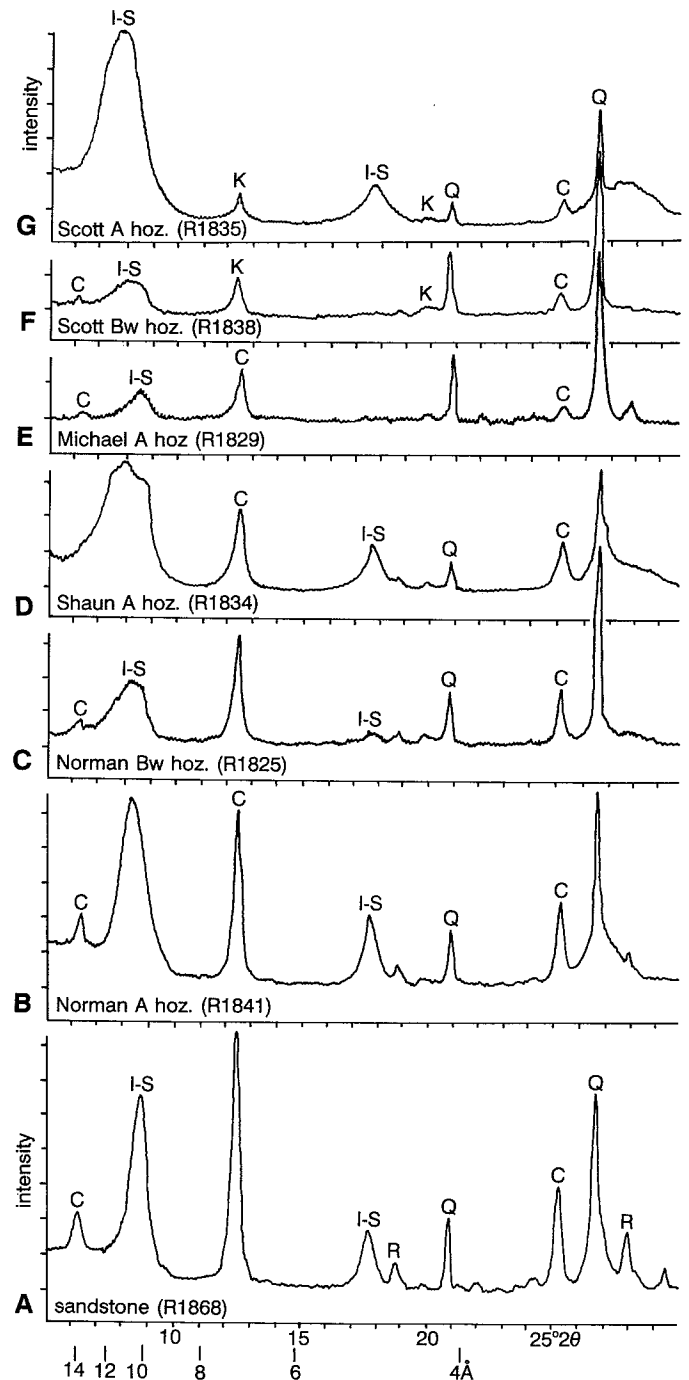 I-S
intensity
K
I-S
K
Q
C
Q
G
Scott A hoz. (R1835)
C
I-S
K
K
C
F
Scott Bw hoz. (R1838)
C
I-S
C
C
E
Michael A hoz (R1829)
C
I-S
Q
C
D
Shaun A hoz. (R1834)
C
I-S
I-S
Q
C
C
Norman Bw hoz. (R1825)
C
C
I-S
Q
C
B
Norman A hoz. (R1841)
intensity
C
I-S
I-S
R
Q
C
Q
R
A
sandstone (R1868)
10 15 20 25°2θ
14 12 10 8 6 4Å